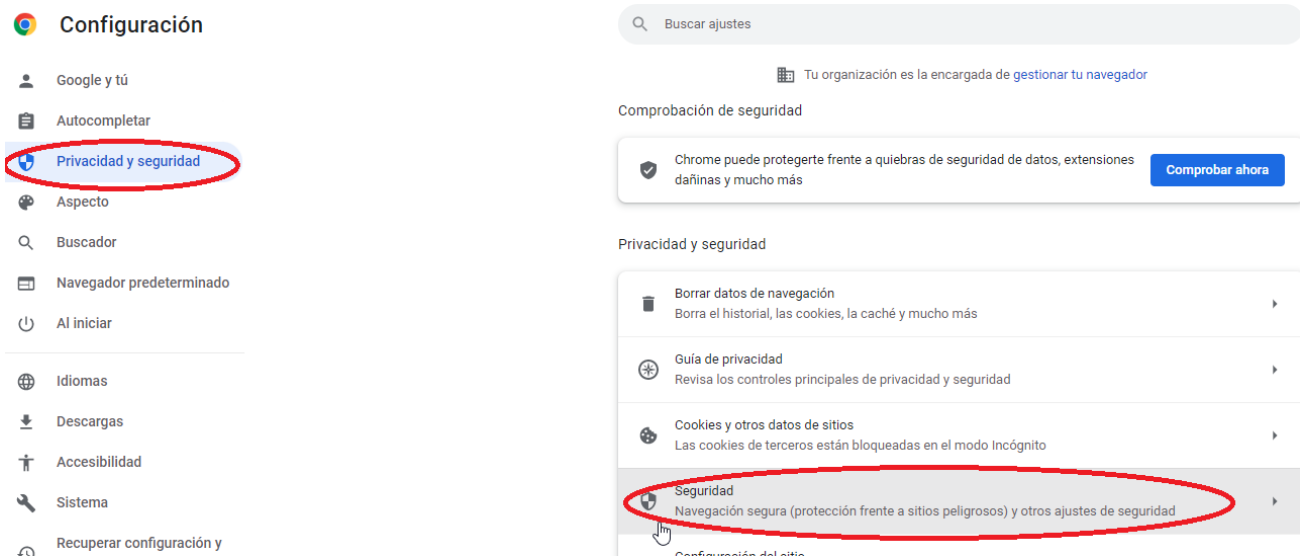 Configuración
Google y tú
Autocompletar
Privacidad y seguridad
Aspecto
Buscador
Navegador predeterminado
Al iniciar
Idiomas
Descargas
Accesibilidad
Sistema
Recuperar configuración y
Buscar ajustes
Tu organización es la encargada de gestionar tu navegador
Comprobación de seguridad
Chrome puede protegerte frente a quiebras de seguridad de datos, extensiones
dañinas y mucho más
Comprobar ahora
Privacidad y seguridad
Borrar datos de navegación
Borra el historial, las cookies, la caché y mucho más
Guía de privacidad
Revisa los controles principales de privacidad y seguridad
Cookies y otros datos de sitios
Las cookies de terceros están bloqueadas en el modo Incógnito
Seguridad
Navegación segura (protección frente a sitios peligrosos) y otros ajustes de seguridad
Configuración del sitio